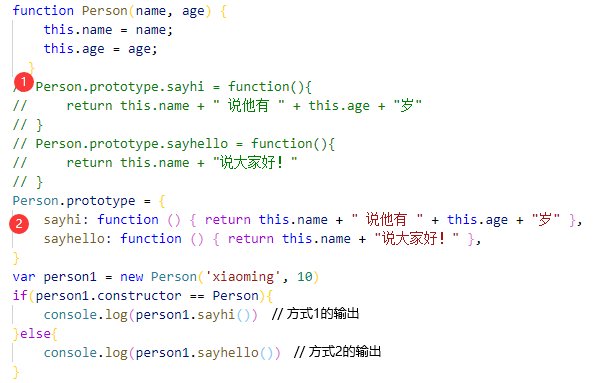 function Person(name, age) {
this.name = name;
this.age = age;
}
1
// Person.prototype.sayhi = function(){
//     return this.name + " 说他有 " + this.age + "岁"
// }
// Person.prototype.sayhello = function(){
//     return this.name + "说大家好！"
// }
Person.prototype = {
2
sayhi: function () { return this.name + " 说他有 " + this.age + "岁" },
sayhello: function () { return this.name + "说大家好！" },
}
var person1 = new Person('xiaoming', 10)
if(person1.constructor == Person){
console.log(person1.sayhi()) // 方式1的输出
}else{
console.log(person1.sayhello()) // 方式2的输出
}